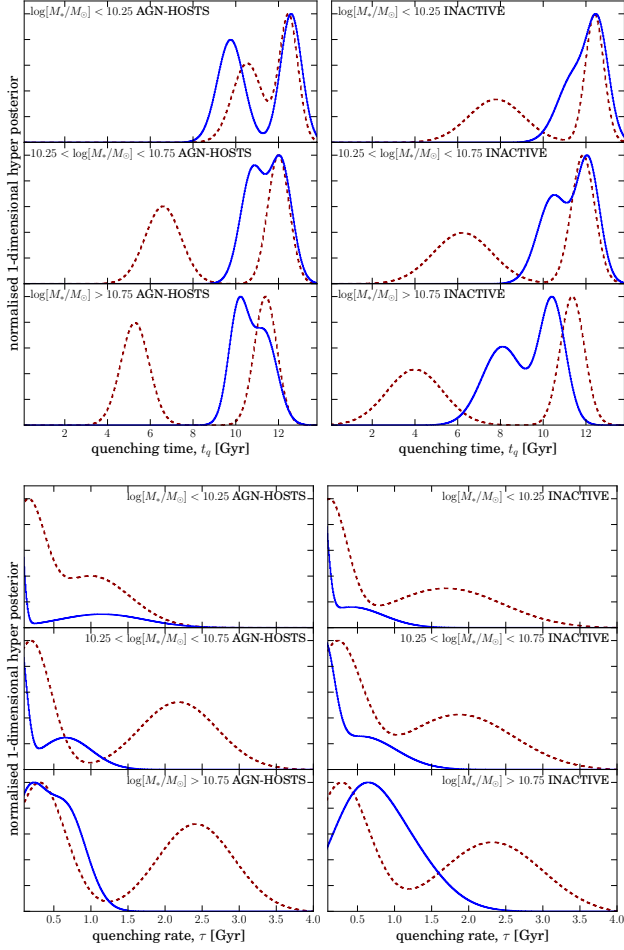 log[M*/M⊙] < 10.25 AGN-HOSTS
log[M*/M⊙] < 10.25 INACTIVE
10.25 < log[M*/M⊙] < 10.75 AGN-HOSTS
10.25 < log[M*/M⊙] < 10.75 INACTIVE
log[M*/M⊙] > 10.75 AGN-HOSTS
log[M*/M⊙] > 10.75 INACTIVE
normalised 1-dimensional hyper posterior
2 4 6 8 10 12
2 4 6 8 10 12
quenching time, t_q [Gyr]
quenching time, t_q [Gyr]
log[M*/M⊙] < 10.25 AGN-HOSTS
log[M*/M⊙] < 10.25 INACTIVE
10.25 < log[M*/M⊙] < 10.75 AGN-HOSTS
10.25 < log[M*/M⊙] < 10.75 INACTIVE
log[M*/M⊙] > 10.75 AGN-HOSTS
log[M*/M⊙] > 10.75 INACTIVE
normalised 1-dimensional hyper posterior
0.5 1.0 1.5 2.0 2.5 3.0 3.5 4.0
0.5 1.0 1.5 2.0 2.5 3.0 3.5 4.0
quenching rate, τ [Gyr]
quenching rate, τ [Gyr]